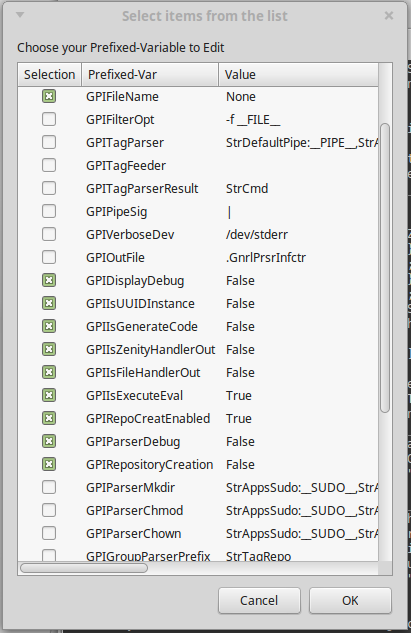 Select items from the list
Choose your Prefixed-Variable to Edit
Selection Prefixed-Var Value
GPIFileName None
GPIFilterOpt -f __FILE__
GPITagParser StrDefaultPipe:__PIPE__,StrA
GPITagFeeder
GPITagParserResult StrCmd
GPIPipeSig |
GPIVerboseDev /dev/stderr
GPIOutFile .GnrlPrsrInfctr
GPIDisplayDebug False
GPIIsUUIDInstance False
GPIIsGenerateCode False
GPIIsZenityHandlerOut False
GPIIsFileHandlerOut False
GPIIsExecuteEval True
GPIRepoCreatEnabled True
GPIParserDebug False
GPIRepositoryCreation False
GPIParserMkdir StrAppsSudo:__SUDO__,StrA
GPIParserChmod StrAppsSudo:__SUDO__,StrA
GPIParserChown StrAppsSudo:__SUDO__,StrA
GPIGroupParserPrefix StrTagRepo
Cancel OK